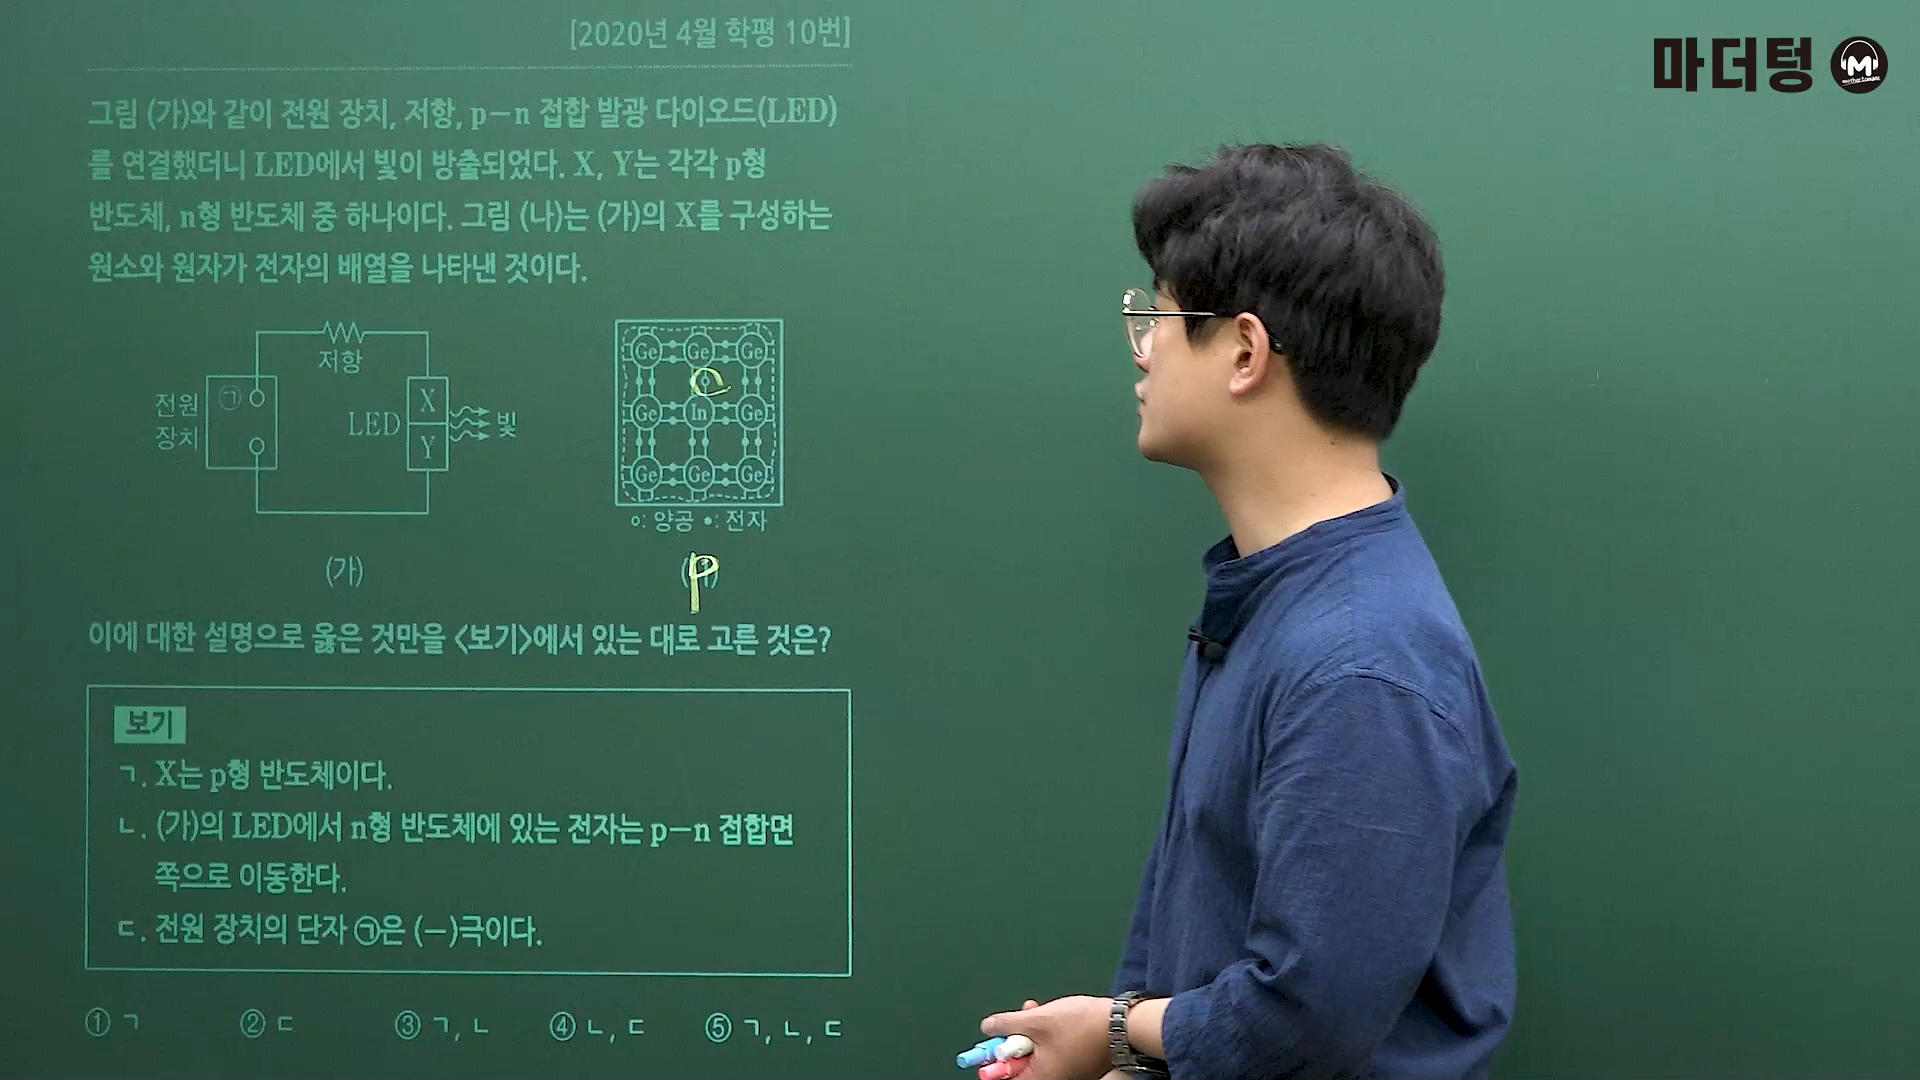 마더텅
[2020년 4월 학평 10번]
그림 (가)와 같이 전원 장치, 저항, p-n 접합 발광 다이오드(LED)
를 연결했더니 LED에서 빛이 방출되었다. X, Y는 각각 p형
반도체, n형 반도체 중 하나이다. 그림 (나)는 (가)의 X를 구성하는
원소와 원자가 전자의 배열을 나타낸 것이다.
저항
전원
장치
㉠
LED
X
Y
빛
(가)
Ge Ge Ge
Ge In Ge
Ge Ge Ge
o: 양공 •: 전자
p
이에 대한 설명으로 옳은 것만을 <보기>에서 있는 대로 고른 것은?
보기
ㄱ. X는 p형 반도체이다.
ㄴ. (가)의 LED에서 n형 반도체에 있는 전자는 p-n 접합면
쪽으로 이동한다.
ㄷ. 전원 장치의 단자 ㉠은 (-)극이다.
① ㄱ ② ㄷ ③ ㄱ, ㄴ ④ ㄴ, ㄷ ⑤ ㄱ, ㄴ, ㄷ